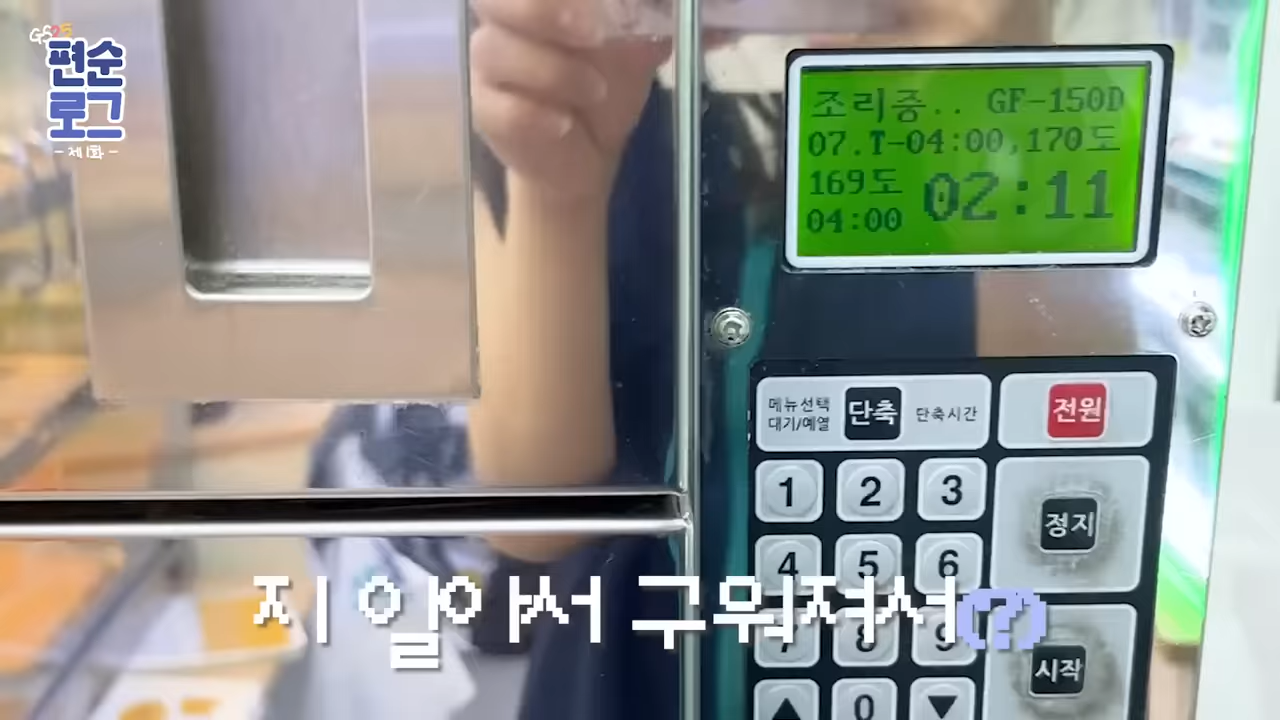 GS25
편순
로그
- 제1화 -
조리중.. GF-150D
07.T-04:00,170도
169도
04:00
02:11
메뉴선택
대기/예열
단축
단축시간
전원
1 2 3
정지
4 5 6
7 8 9
시작
▲ 0 ▼
지 알아서 구워져서(?)